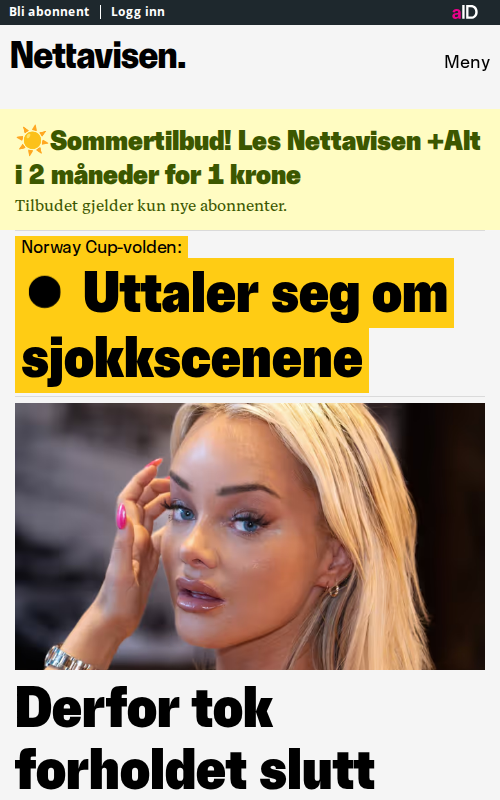 Bli abonnent | Logg inn
aID
Nettavisen.
Meny
☀️Sommertilbud! Les Nettavisen +Alt
i 2 måneder for 1 krone
Tilbudet gjelder kun nye abonnenter.
Norway Cup-volden:
● Uttaler seg om
sjokkscenene
Derfor tok
forholdet slutt